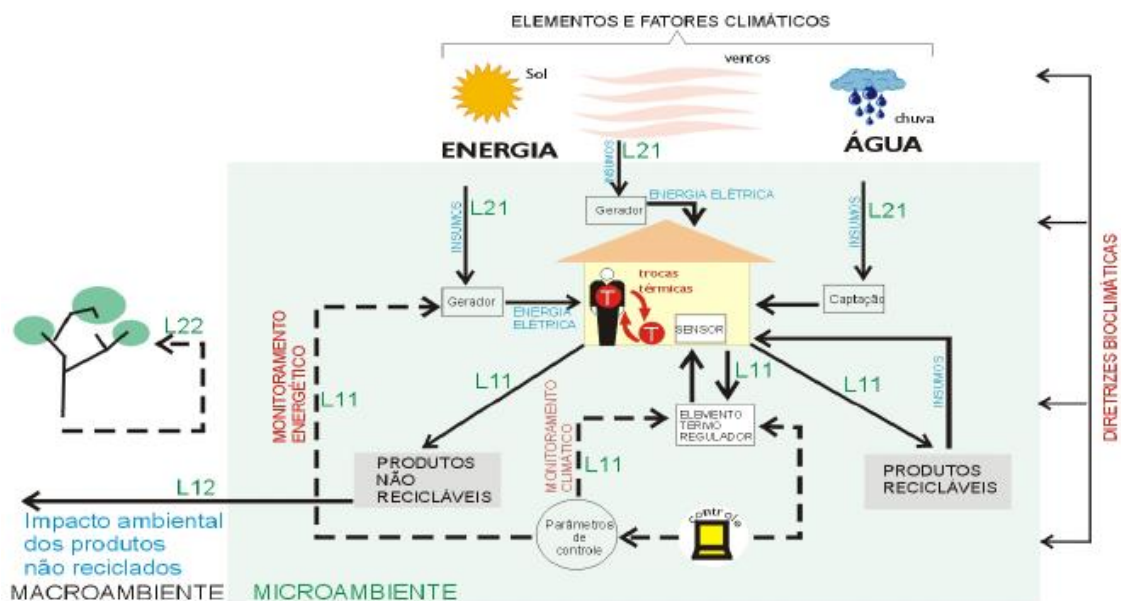 ELEMENTOS E FATORES CLIMÁTICOS
Sol
ventos
chuva
ENERGIA
ÁGUA
INSUMOS
L21
INSUMOS
L21
INSUMOS
L21
ENERGIA ELÉTRICA
Gerador
trocas
térmicas
T
T
Gerador
ENERGIA
ELÉTRICA
SENSOR
Captação
L22
MONITORAMENTO
ENERGÉTICO
L11
L11
L11
L11
INSUMOS
DIRETRIZES BIOCLIMÁTICAS
ELEMENTO
TERMO
REGULADOR
MONITORAMENTO
CLIMÁTICO
L11
PRODUTOS
NÃO
RECICLÁVEIS
PRODUTOS
RECICLÁVEIS
L12
Impacto ambiental
dos produtos
não reciclados
Parâmetros
de
controle
controle
MACROAMBIENTE
MICROAMBIENTE